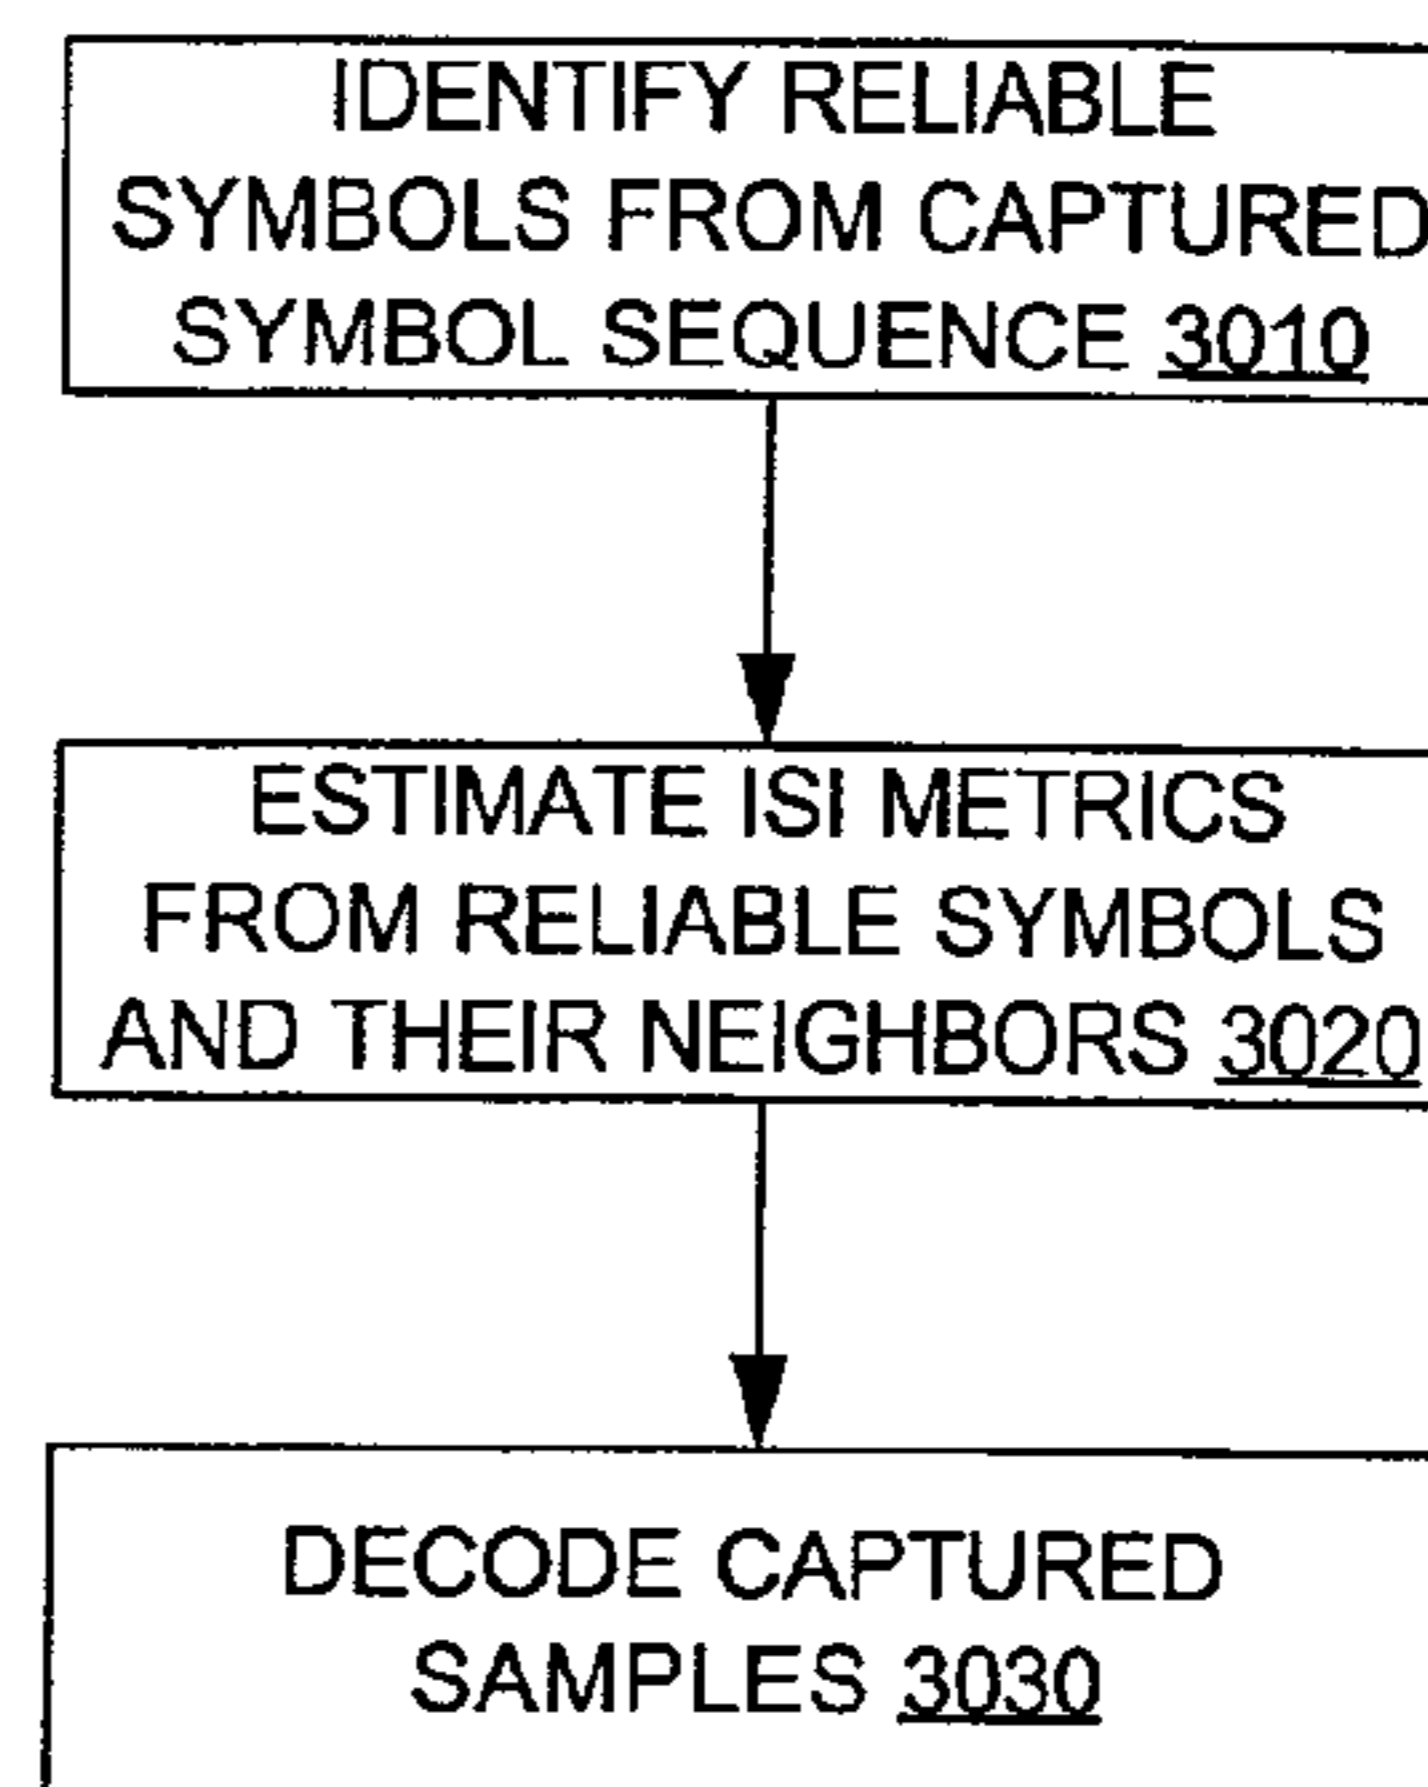 IDENTIFY RELIABLE
SYMBOLS FROM CAPTURED
SYMBOL SEQUENCE 3010
ESTIMATE ISI METRICS
FROM RELIABLE SYMBOLS
AND THEIR NEIGHBORS 3020
DECODE CAPTURED
SAMPLES 3030